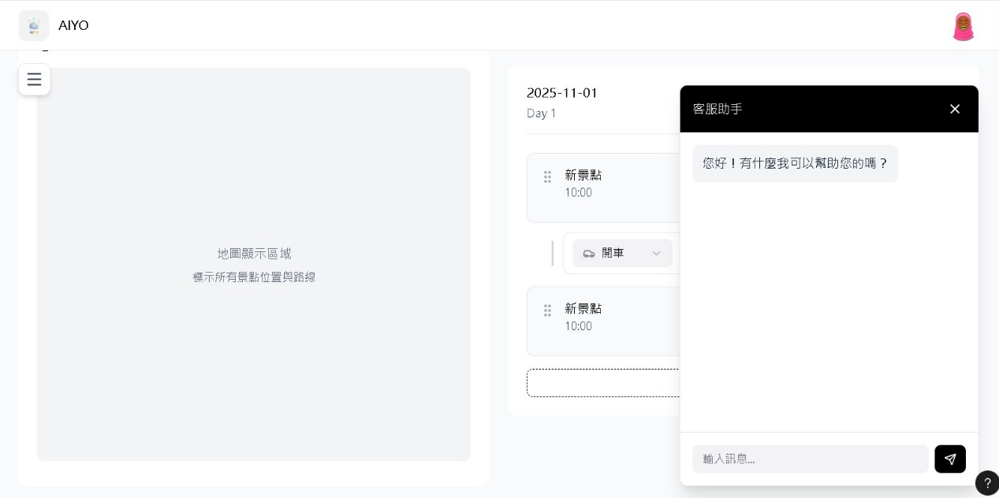 AIYO
2025-11-01
Day 1
新景點
10:00
開車
新景點
10:00
地圖顯示區域
標示所有景點位置與路線
客服助手
您好！有什麼我可以幫助您的嗎？
輸入訊息...
?